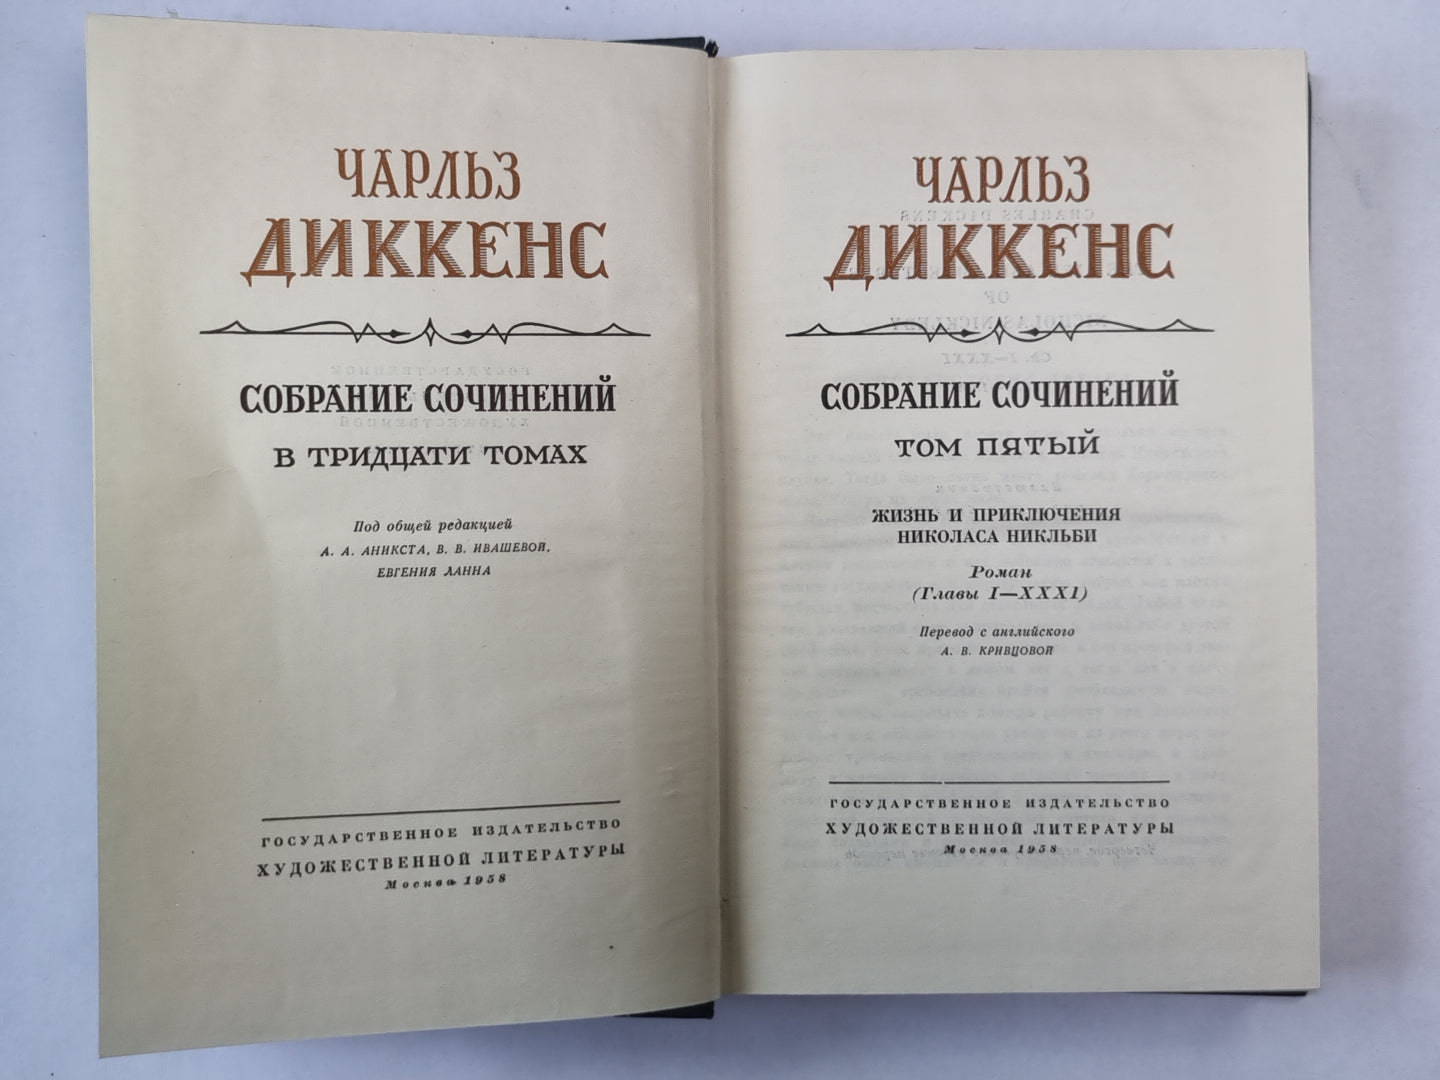 ЧАРЛЬЗ
ДИККЕНС
СОБРАНИЕ СОЧИНЕНИЙ
В ТРИДЦАТИ ТОМАХ
Под общей редакцией
А. А. АНИКСТА, В. В. ИВАШЕВОЙ,
ЕВГЕНИЯ ЛАННА
ГОСУДАРСТВЕННОЕ ИЗДАТЕЛЬСТВО
ХУДОЖЕСТВЕННОЙ ЛИТЕРАТУРЫ
Москва 1958
ЧАРЛЬЗ
ДИККЕНС
СОБРАНИЕ СОЧИНЕНИЙ
ТОМ ПЯТЫЙ
ЖИЗНЬ И ПРИКЛЮЧЕНИЯ
НИКОЛАСА НИКЛЬБИ
Роман
(Главы I—XXXI)
Перевод с английского
А. В. КРИВЦОВОЙ
ГОСУДАРСТВЕННОЕ ИЗДАТЕЛЬСТВО
ХУДОЖЕСТВЕННОЙ ЛИТЕРАТУРЫ
Москва 1958